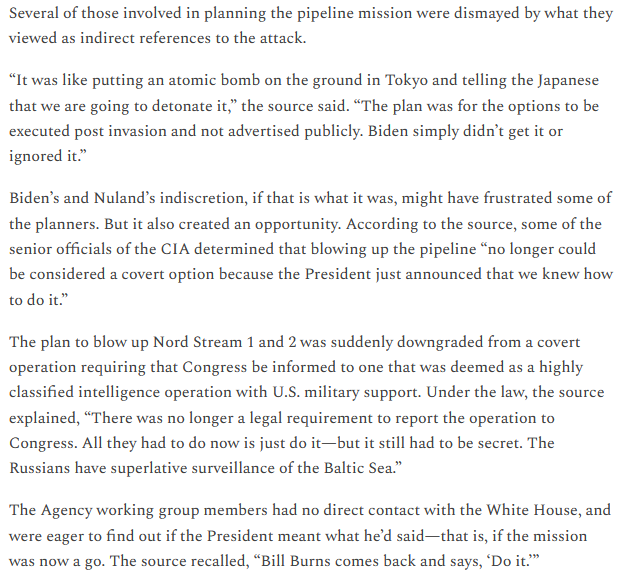 Several of those involved in planning the pipeline mission were dismayed by what they
viewed as indirect references to the attack.
“It was like putting an atomic bomb on the ground in Tokyo and telling the Japanese
that we are going to detonate it,” the source said. “The plan was for the options to be
executed post invasion and not advertised publicly. Biden simply didn’t get it or
ignored it.”
Biden’s and Nuland’s indiscretion, if that is what it was, might have frustrated some of
the planners. But it also created an opportunity. According to the source, some of the
senior officials of the CIA determined that blowing up the pipeline “no longer could
be considered a covert option because the President just announced that we knew how
to do it.”
The plan to blow up Nord Stream 1 and 2 was suddenly downgraded from a covert
operation requiring that Congress be informed to one that was deemed as a highly
classified intelligence operation with U.S. military support. Under the law, the source
explained, “There was no longer a legal requirement to report the operation to
Congress. All they had to do now is just do it—but it still had to be secret. The
Russians have superlative surveillance of the Baltic Sea.”
The Agency working group members had no direct contact with the White House, and
were eager to find out if the President meant what he’d said—that is, if the mission
was now a go. The source recalled, “Bill Burns comes back and says, ‘Do it.’”